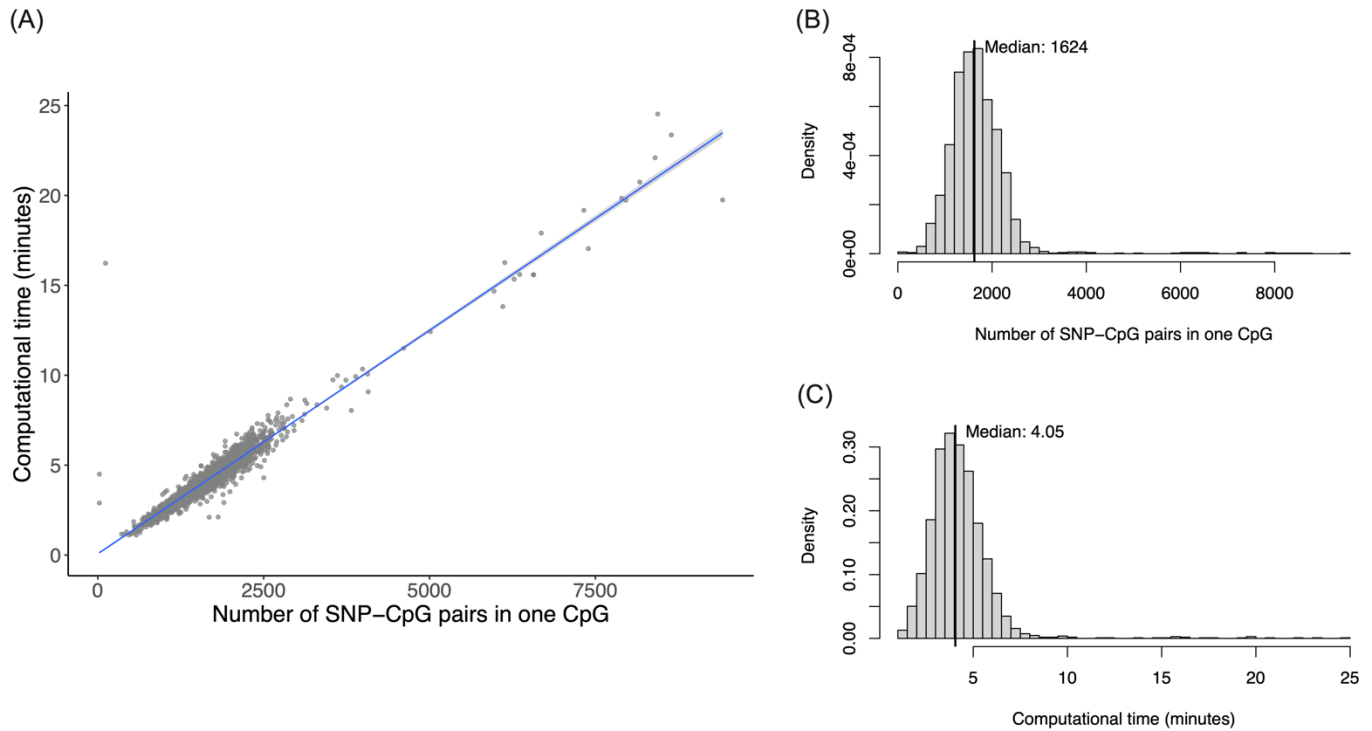 (A)
Computational time (minutes)
25
20
15
10
5
0
0 2500 5000 7500
Number of SNP−CpG pairs in one CpG
(B)
Median: 1624
Density
8e−04
4e−04
0e+00
0 2000 4000 6000 8000
Number of SNP−CpG pairs in one CpG
(C)
Median: 4.05
Density
0.30
0.20
0.10
0.00
5 10 15 20 25
Computational time (minutes)